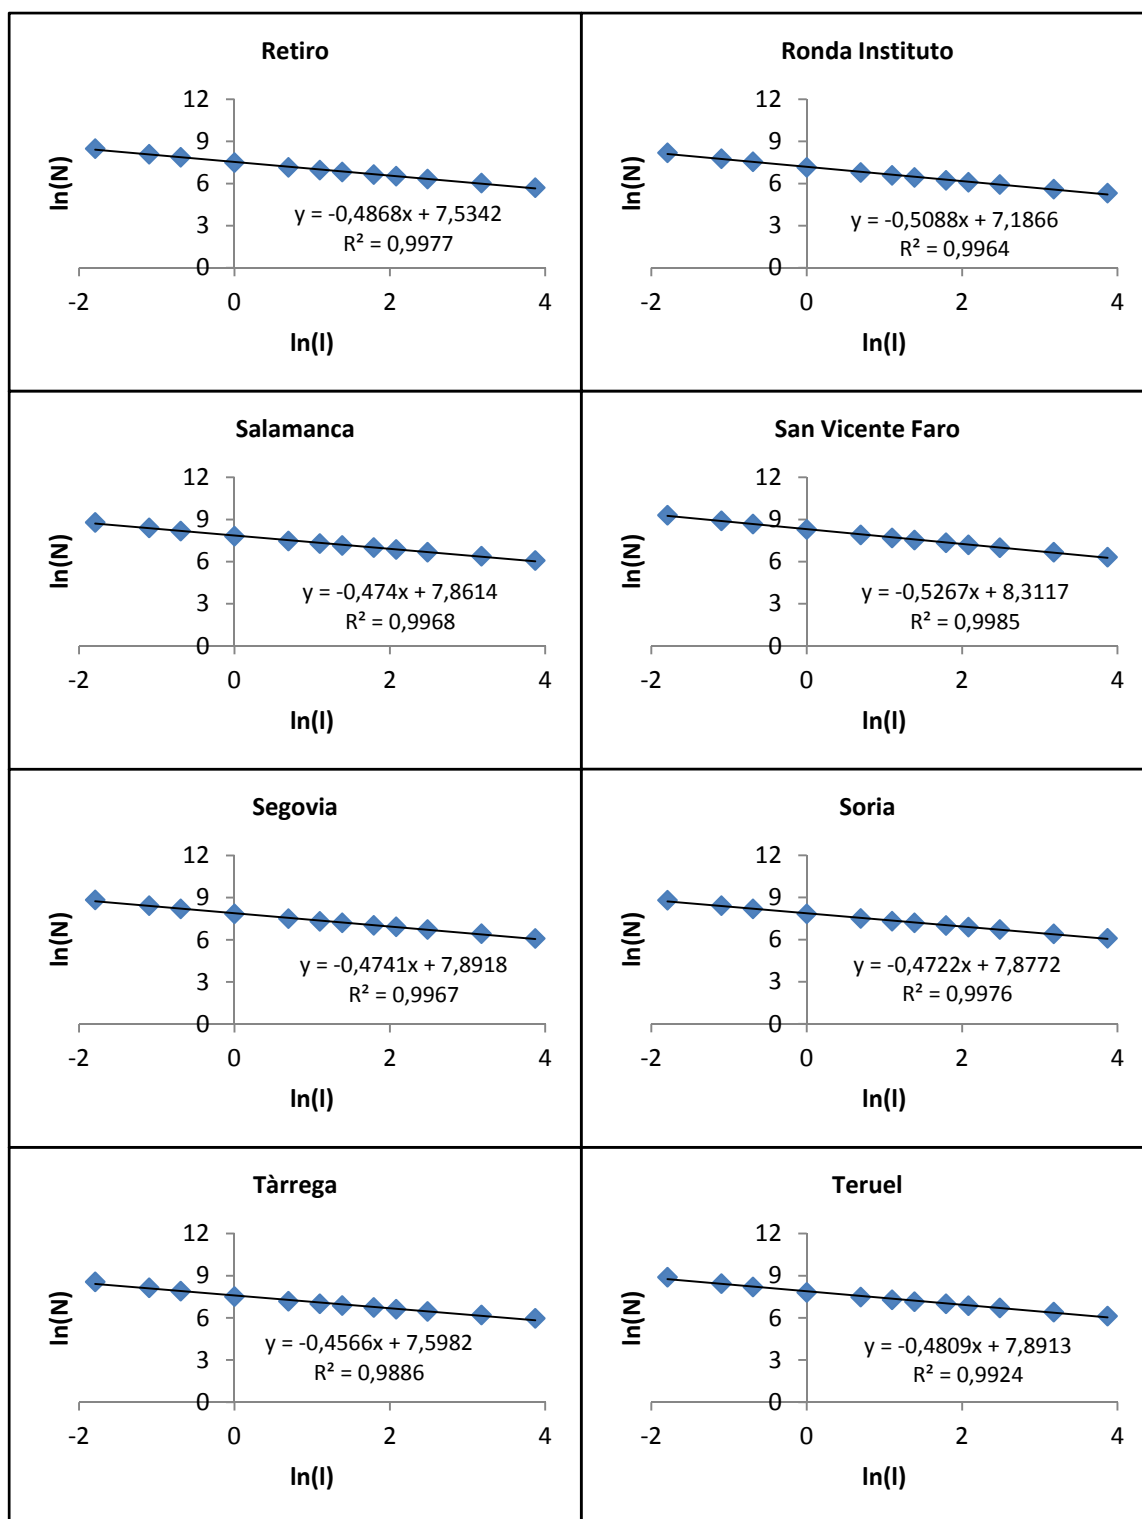 Retiro
12
9
6
3
0
-2 0 2 4
ln(N)
ln(l)
y = -0,4868x + 7,5342
R² = 0,9977
Ronda Instituto
12
9
6
3
0
-2 0 2 4
ln(N)
ln(l)
y = -0,5088x + 7,1866
R² = 0,9964
Salamanca
12
9
6
3
0
-2 0 2 4
ln(N)
ln(l)
y = -0,474x + 7,8614
R² = 0,9968
San Vicente Faro
12
9
6
3
0
-2 0 2 4
ln(N)
ln(l)
y = -0,5267x + 8,3117
R² = 0,9985
Segovia
12
9
6
3
0
-2 0 2 4
ln(N)
ln(l)
y = -0,4741x + 7,8918
R² = 0,9967
Soria
12
9
6
3
0
-2 0 2 4
ln(N)
ln(l)
y = -0,4722x + 7,8772
R² = 0,9976
Tàrrega
12
9
6
3
0
-2 0 2 4
ln(N)
ln(l)
y = -0,4566x + 7,5982
R² = 0,9886
Teruel
12
9
6
3
0
-2 0 2 4
ln(N)
ln(l)
y = -0,4809x + 7,8913
R² = 0,9924